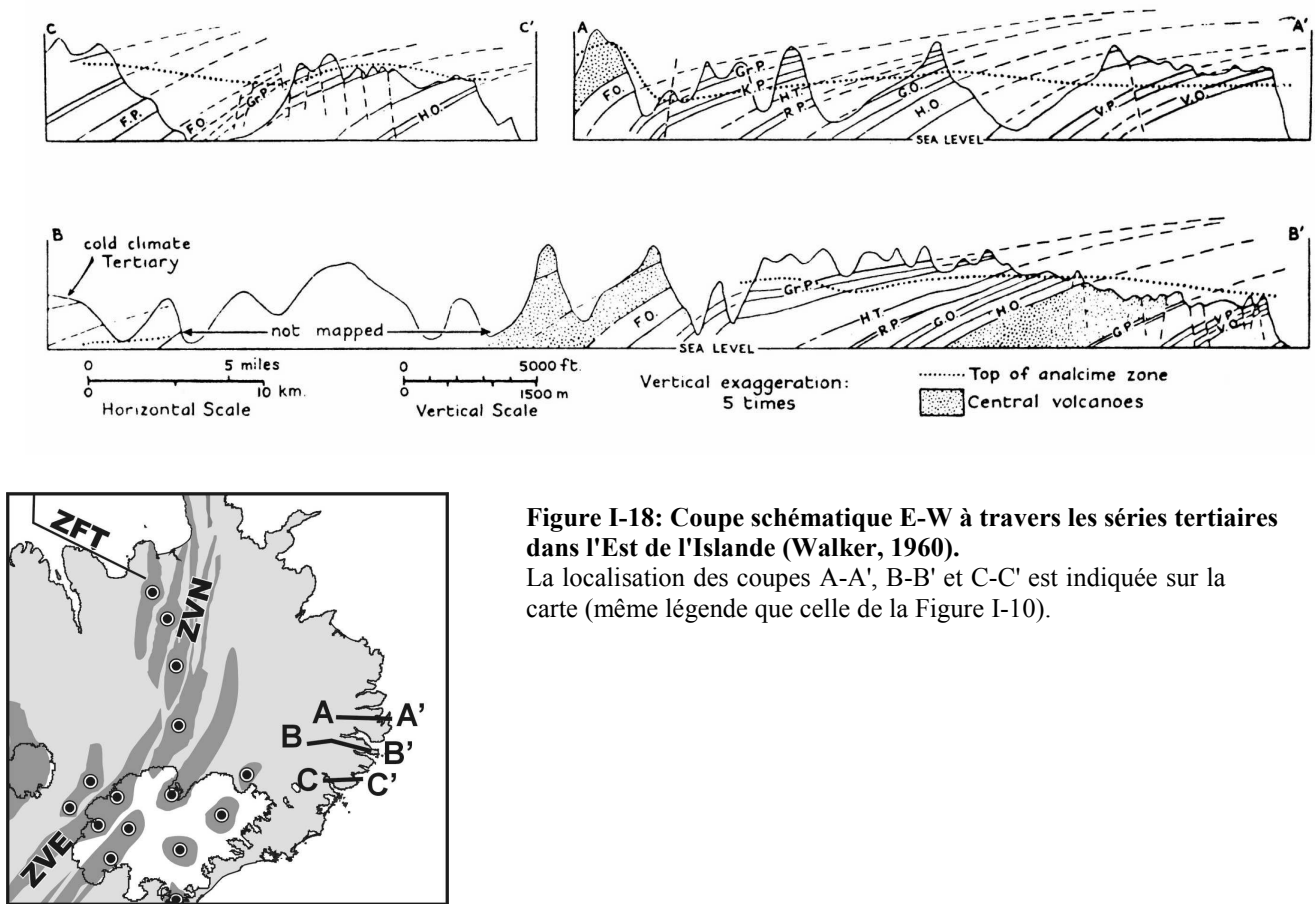 C
C'
F.P.
F.O.
Gr.P.
H.O.
A
A'
F.O.
Gr.P.
K.P.
H.T.
R.P.
G.O.
H.O.
V.P.
V.O.
SEA LEVEL
B
B'
cold climate
Tertiary
not mapped
F.O.
Gr.P.
H.T.
R.P.
G.O.
H.O.
G.P.
V.P.
V.O.
SEA LEVEL
0 5 miles
0 10 km.
Horizontal Scale
0 5000 ft.
0 1500 m
Vertical Scale
Vertical exaggeration:
5 times
Top of analcime zone
Central volcanoes
ZFT
ZVN
ZVE
A A'
B B'
C C'
Figure I-18: Coupe schématique E-W à travers les séries tertiaires
dans l'Est de l'Islande (Walker, 1960).
La localisation des coupes A-A', B-B' et C-C' est indiquée sur la
carte (même légende que celle de la Figure I-10).